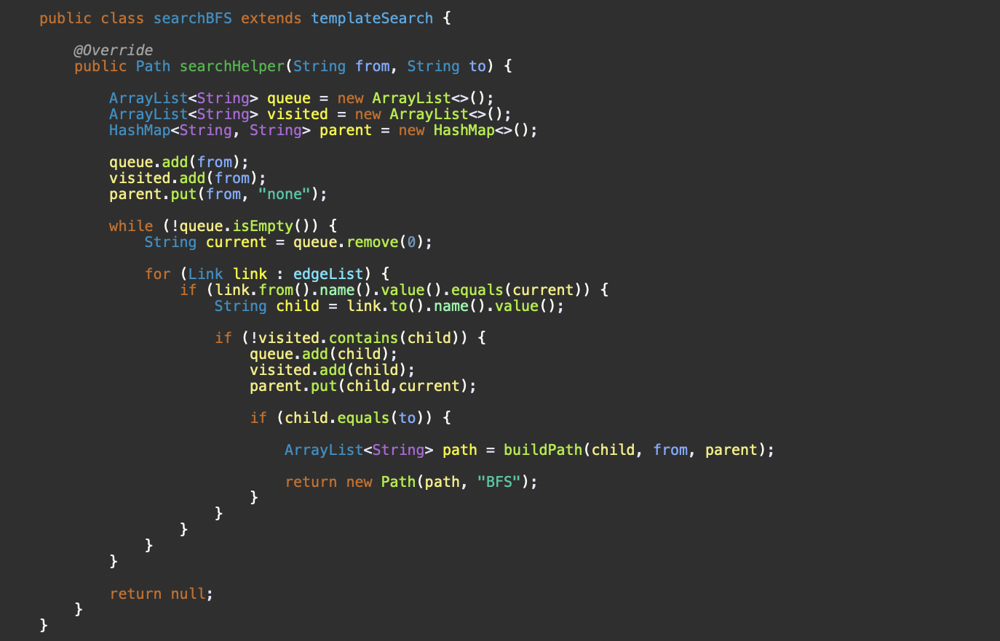 public class searchBFS extends templateSearch {
@Override
public Path searchHelper(String from, String to) {
ArrayList<String> queue = new ArrayList<>();
ArrayList<String> visited = new ArrayList<>();
HashMap<String, String> parent = new HashMap<>();
queue.add(from);
visited.add(from);
parent.put(from, "none");
while (!queue.isEmpty()) {
String current = queue.remove(0);
for (Link link : edgeList) {
if (link.from().name().value().equals(current)) {
String child = link.to().name().value();
if (!visited.contains(child)) {
queue.add(child);
visited.add(child);
parent.put(child,current);
if (child.equals(to)) {
ArrayList<String> path = buildPath(child, from, parent);
return new Path(path, "BFS");
}
}
}
}
}
return null;
}
}